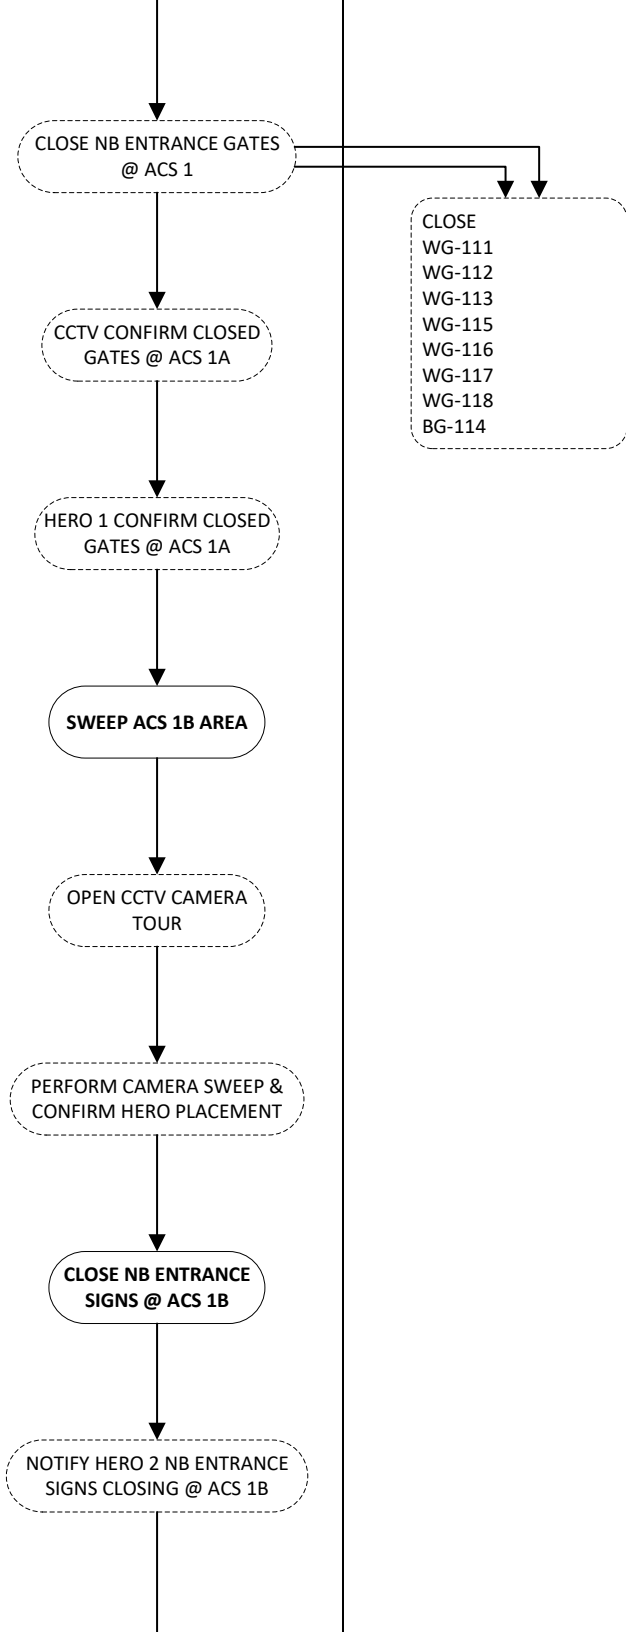 CLOSE NB ENTRANCE GATES
@ ACS 1
CLOSE
WG-111
WG-112
WG-113
WG-115
WG-116
WG-117
WG-118
BG-114
CCTV CONFIRM CLOSED
GATES @ ACS 1A
HERO 1 CONFIRM CLOSED
GATES @ ACS 1A
SWEEP ACS 1B AREA
OPEN CCTV CAMERA
TOUR
PERFORM CAMERA SWEEP &
CONFIRM HERO PLACEMENT
CLOSE NB ENTRANCE
SIGNS @ ACS 1B
NOTIFY HERO 2 NB ENTRANCE
SIGNS CLOSING @ ACS 1B